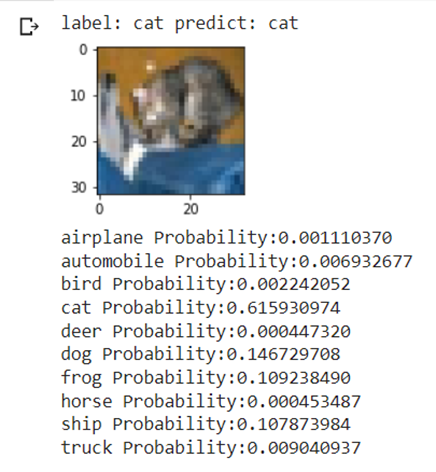 label: cat predict: cat
0
10
20
30
0 20
airplane Probability:0.001110370
automobile Probability:0.006932677
bird Probability:0.002242052
cat Probability:0.615930974
deer Probability:0.000447320
dog Probability:0.146729708
frog Probability:0.109238490
horse Probability:0.000453487
ship Probability:0.107873984
truck Probability:0.009040937